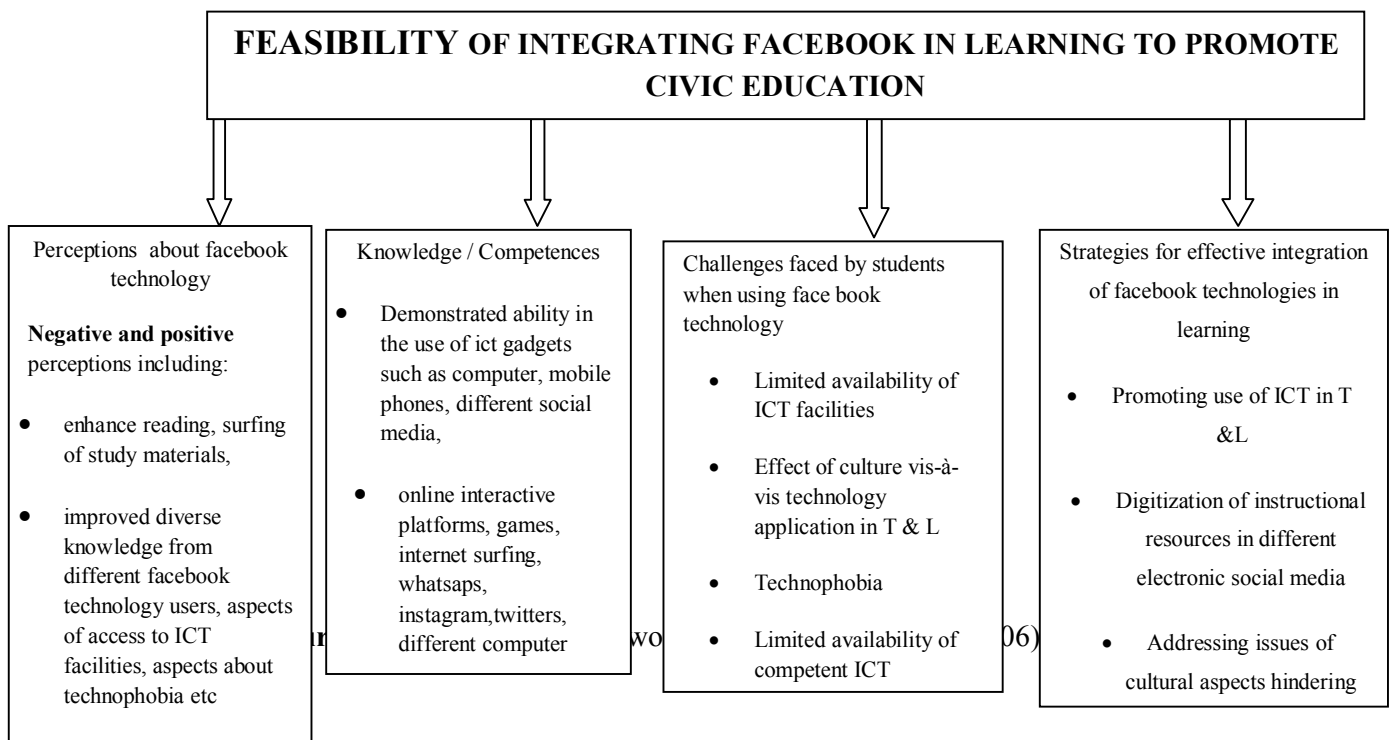 FEASIBILITY OF INTEGRATING FACEBOOK IN LEARNING TO PROMOTE
CIVIC EDUCATION
Perceptions about facebook
technology
Negative and positive
perceptions including:
• enhance reading, surfing
of study materials,
• improved diverse
knowledge from
different facebook
technology users, aspects
of access to ICT
facilities, aspects about
technophobia etc
Knowledge / Competences
• Demonstrated ability in
the use of ict gadgets
such as computer, mobile
phones, different social
media,
• online interactive
platforms, games,
internet surfing,
whatsaps,
instagram,twitters,
different computer
Challenges faced by students
when using face book
technology
• Limited availability of
ICT facilities
• Effect of culture vis-à-
vis technology
application in T & L
• Technophobia
• Limited availability of
competent ICT
Strategies for effective integration
of facebook technologies in
learning
• Promoting use of ICT in T
&L
• Digitization of instructional
resources in different
electronic social media
• Addressing issues of
cultural aspects hindering
wo 06)